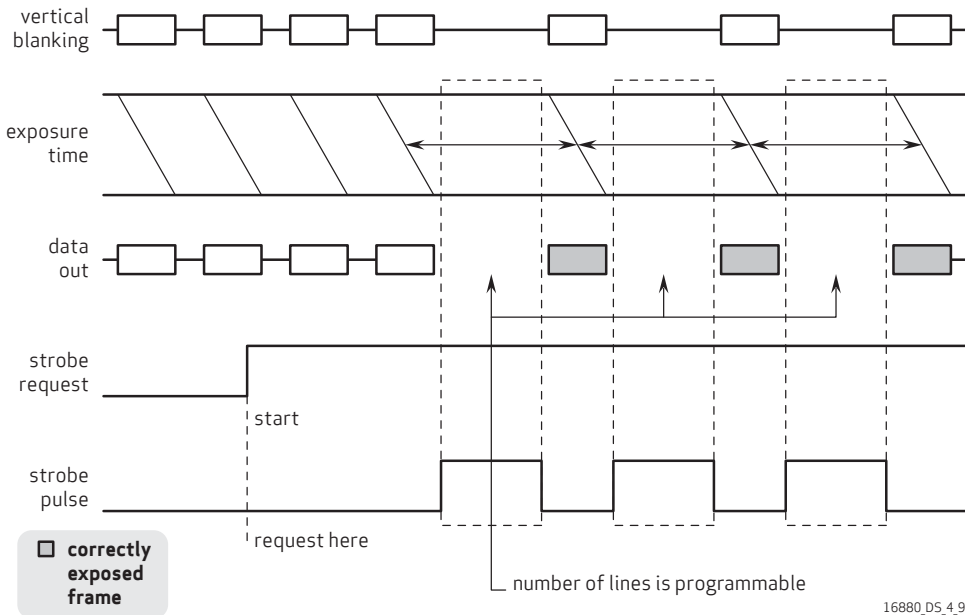 vertical
blanking
exposure
time
data
out
strobe
request
start
strobe
pulse
request here
correctly
exposed
frame
number of lines is programmable
16880_DS_4_9